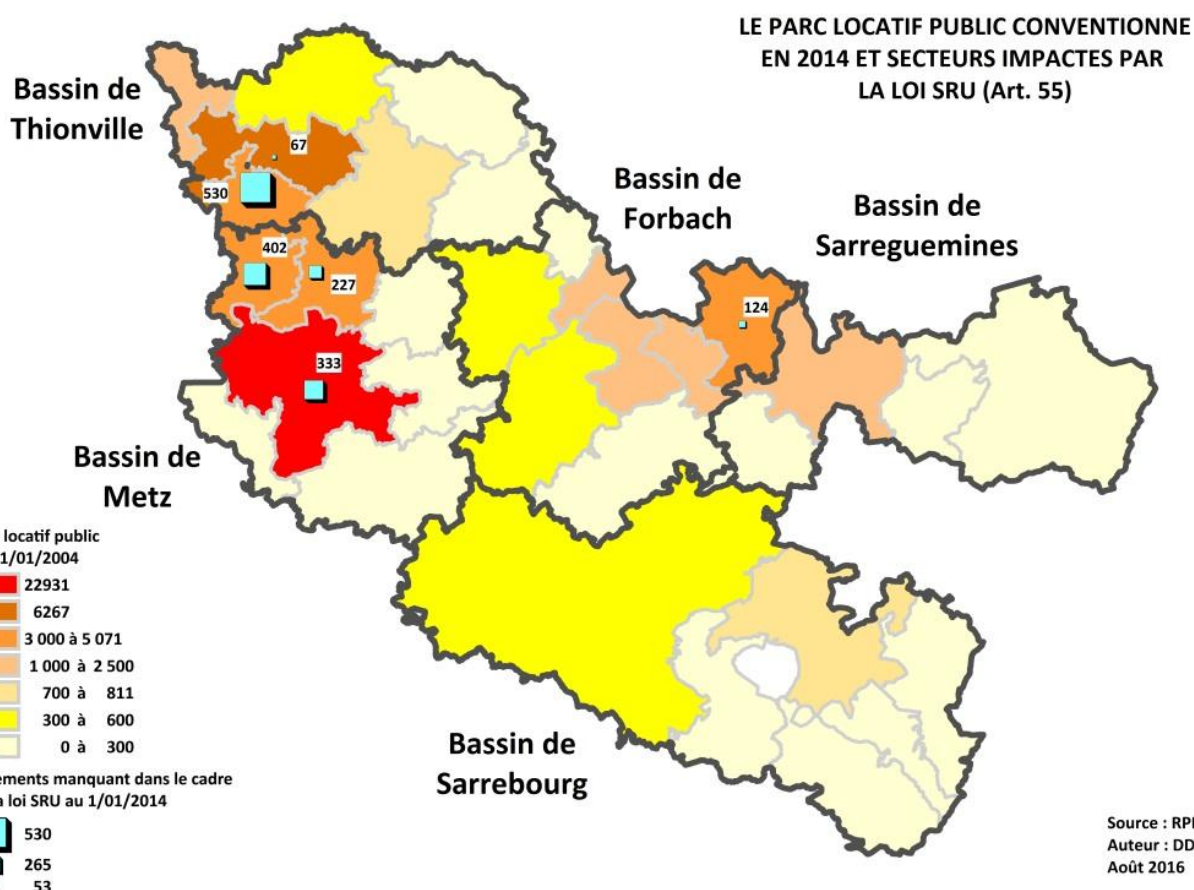 LE PARC LOCATIF PUBLIC CONVENTIONNE
EN 2014 ET SECTEURS IMPACTES PAR
LA LOI SRU (Art. 55)
Bassin de
Thionville
67
530
Bassin de
Forbach
Bassin de
Sarreguemines
402
227
124
333
Bassin de
Metz
locatif public
1/01/2004
22931
6267
3 000 à 5 071
1 000 à 2 500
700 à 811
300 à 600
0 à 300
ements manquant dans le cadre
a loi SRU au 1/01/2014
530
265
53
Bassin de
Sarrebourg
Source : RPL
Auteur : DD
Août 2016